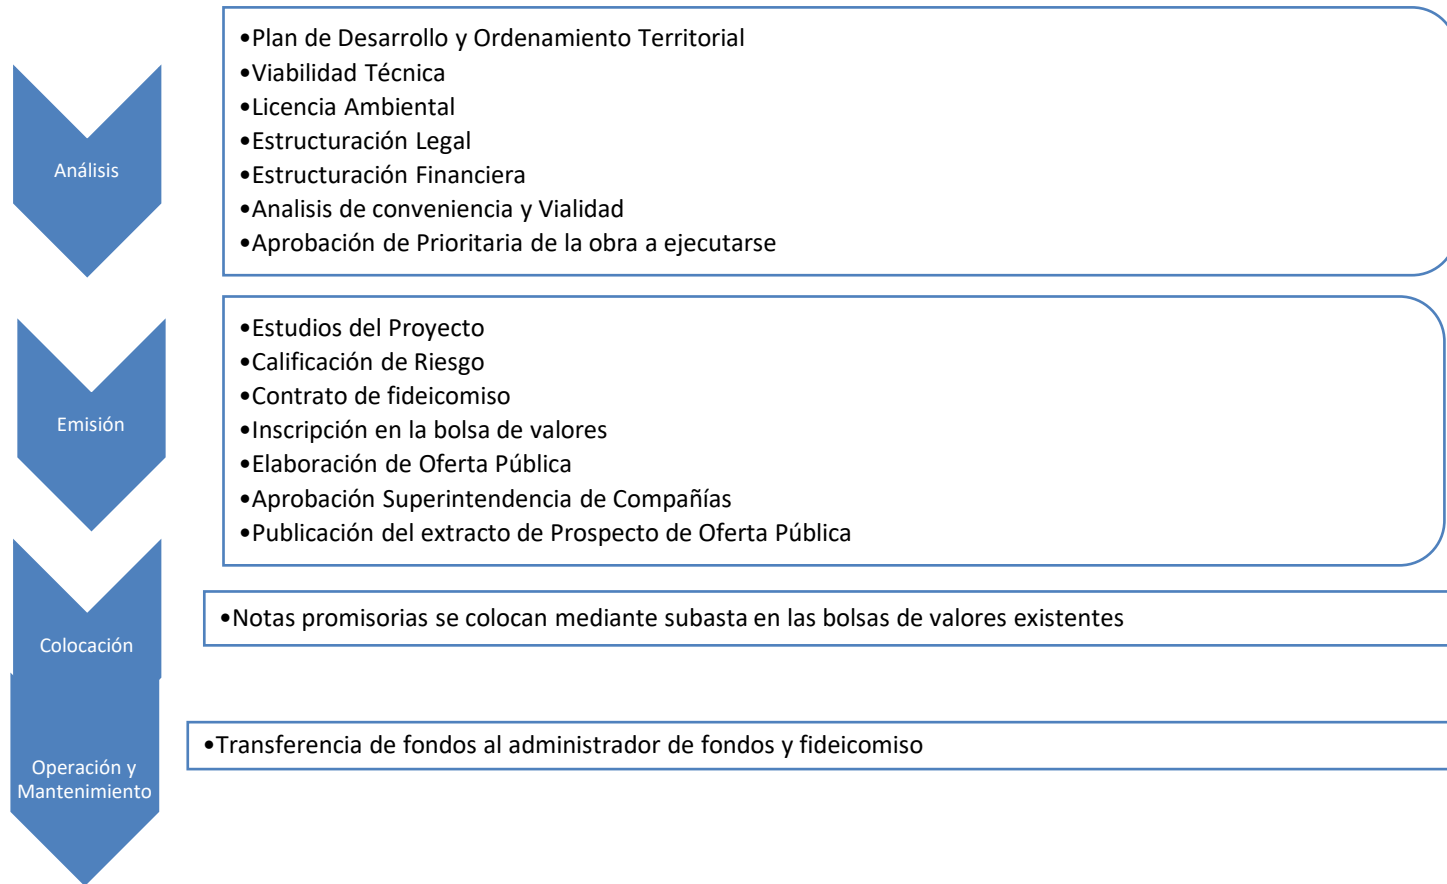 Análisis
•Plan de Desarrollo y Ordenamiento Territorial
•Viabilidad Técnica
•Licencia Ambiental
•Estructuración Legal
•Estructuración Financiera
•Analisis de conveniencia y Vialidad
•Aprobación de Prioritaria de la obra a ejecutarse
Emisión
•Estudios del Proyecto
•Calificación de Riesgo
•Contrato de fideicomiso
•Inscripción en la bolsa de valores
•Elaboración de Oferta Pública
•Aprobación Superintendencia de Compañías
•Publicación del extracto de Prospecto de Oferta Pública
Colocación
•Notas promisorias se colocan mediante subasta en las bolsas de valores existentes
Operación y
Mantenimiento
•Transferencia de fondos al administrador de fondos y fideicomiso